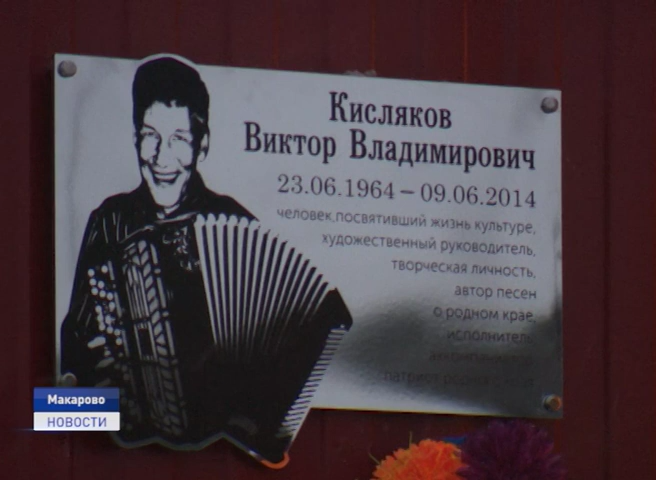 Кисляков
Виктор Владимирович
23.06.1964 – 09.06.2014
человек,посвятивший жизнь культуре,
художественный руководитель,
творческая личность,
автор песен
о родном крае,
исполнитель,
патриот
Макарово
НОВОСТИ